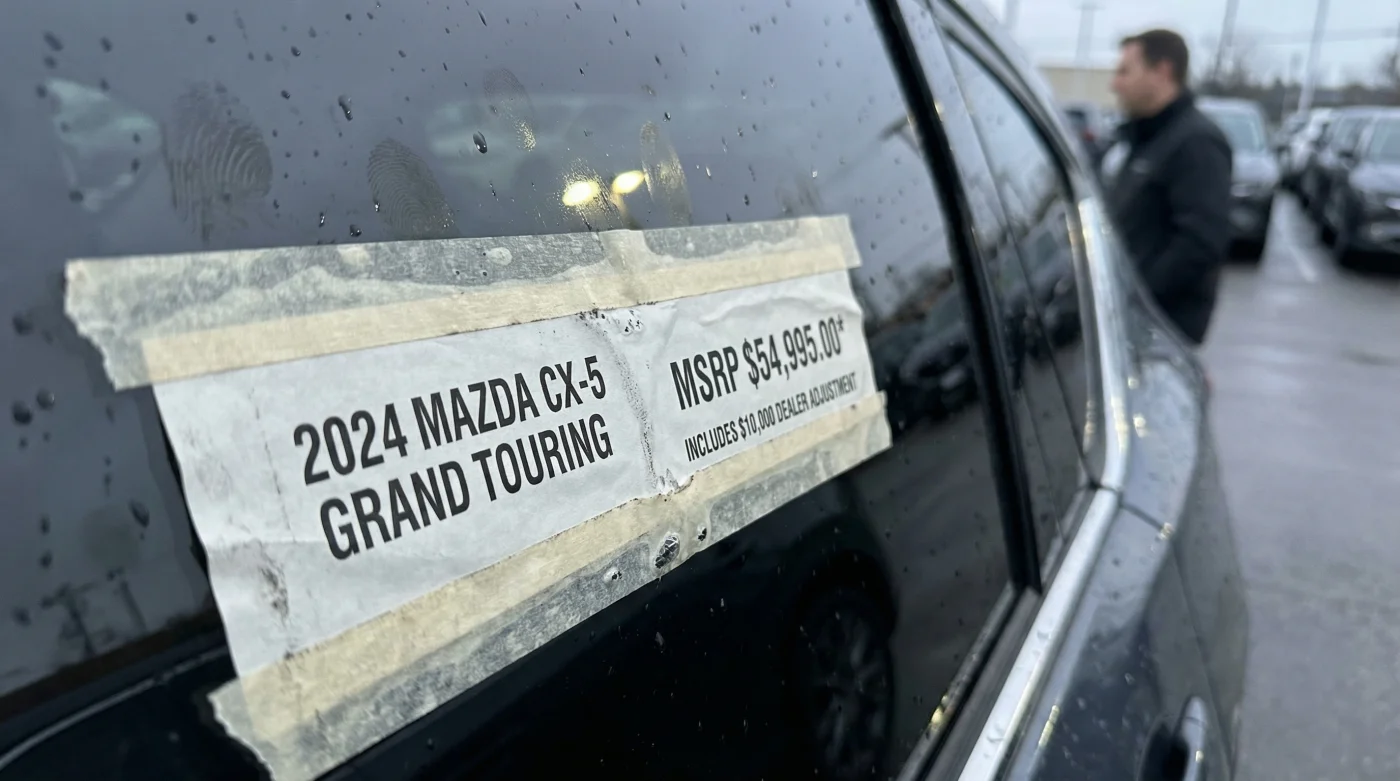 2024 MAZDA CX-5
GRAND TOURING
MSRP $54,995.00*
INCLUDES $10,000 DEALER ADJUSTMENT